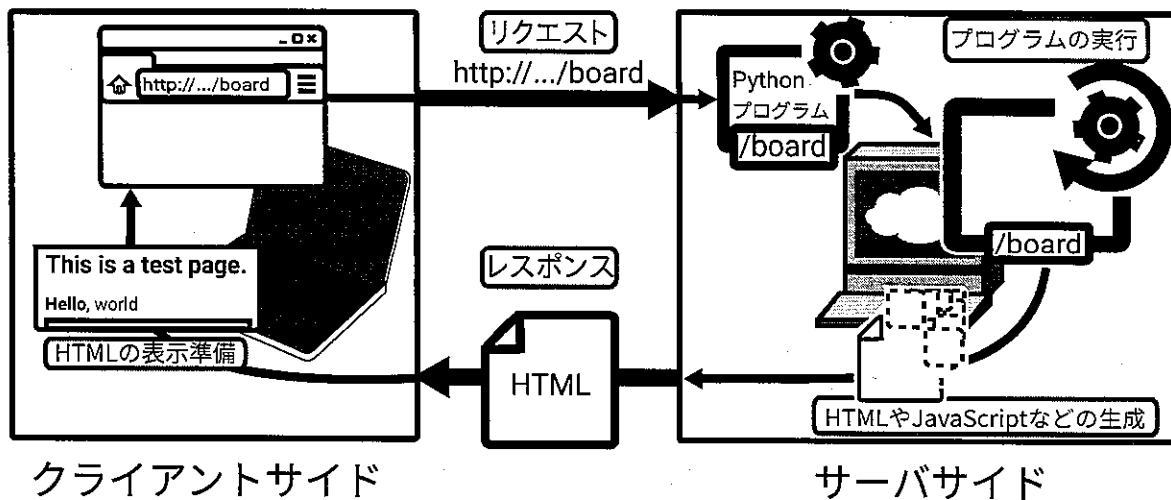 リクエスト
http://.../board
http://.../board
Python
プログラム
/board
プログラムの実行
/board
This is a test page.
Hello, world
HTMLの表示準備
レスポンス
HTML
HTMLやJavaScriptなどの生成
クライアントサイド
サーバサイド